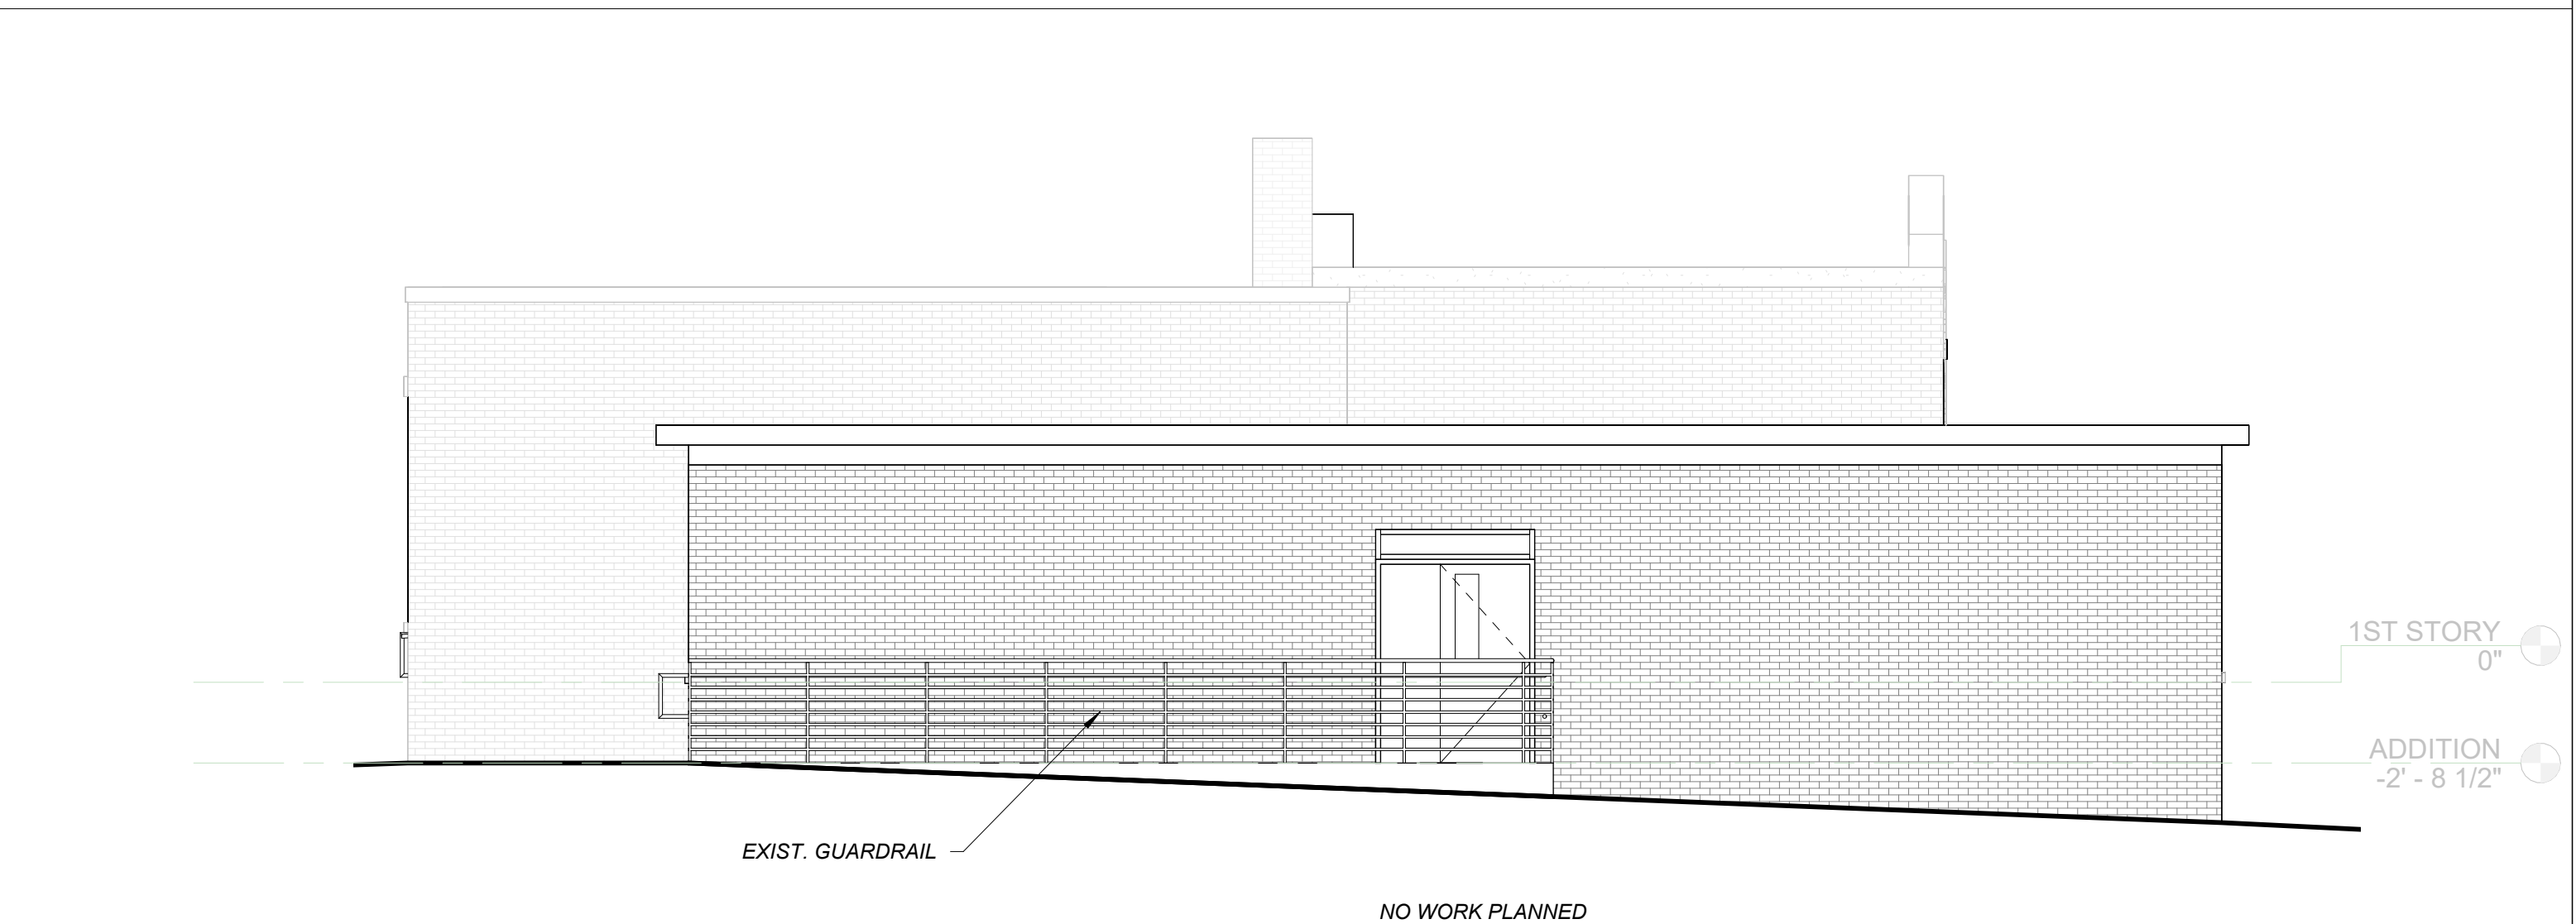 1ST STORY
0"
ADDITION
-2' - 8 1/2"
EXIST. GUARDRAIL
NO WORK PLANNED